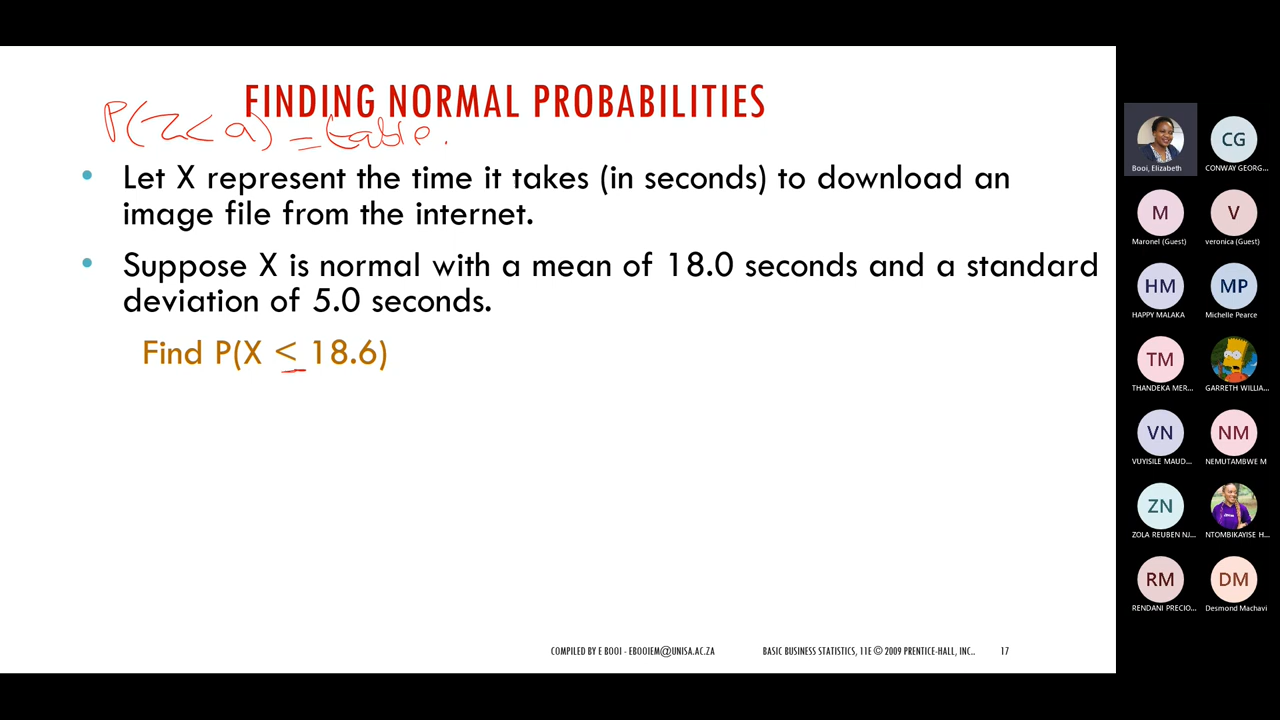 FINDING NORMAL PROBABILITIES
P(Z<a) = table.
• Let X represent the time it takes (in seconds) to download an
image file from the internet.
• Suppose X is normal with a mean of 18.0 seconds and a standard
deviation of 5.0 seconds.
Find P(X < 18.6)
COMPILED BY E BOOI - EBOOIEM@UNISA.AC.ZA
BASIC BUSINESS STATISTICS, 11E © 2009 PRENTICE-HALL, INC..
17
Booi, Elizabeth
CG
CONWAY GEORG...
M
Maronel (Guest)
V
veronica (Guest)
HM
HAPPY MALAKA
MP
Michelle Pearce
TM
THANDEKA MER...
GARRETH WILLIA...
VN
VUYISILE MAUD...
NM
NEMUTAMBWE M
ZN
ZOLA REUBEN NJ...
NTOMBIKAYISE H...
RM
RENDANI PRECIO...
DM
Desmond Machavi